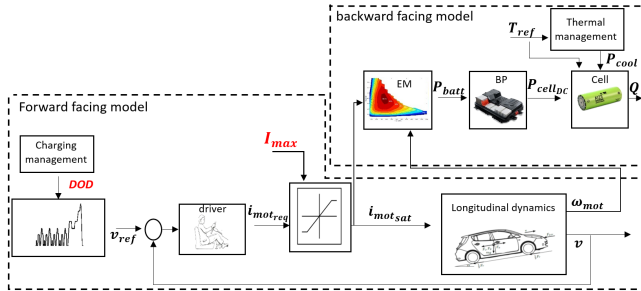 backward facing model
T_ref
Thermal management
P_cool
EM
P_batt
BP
P_cell_DC
Cell
Q
Forward facing model
Charging management
DOD
I_max
v_ref
driver
i_mot_req
i_mot_sat
Longitudinal dynamics
ω_mot
v